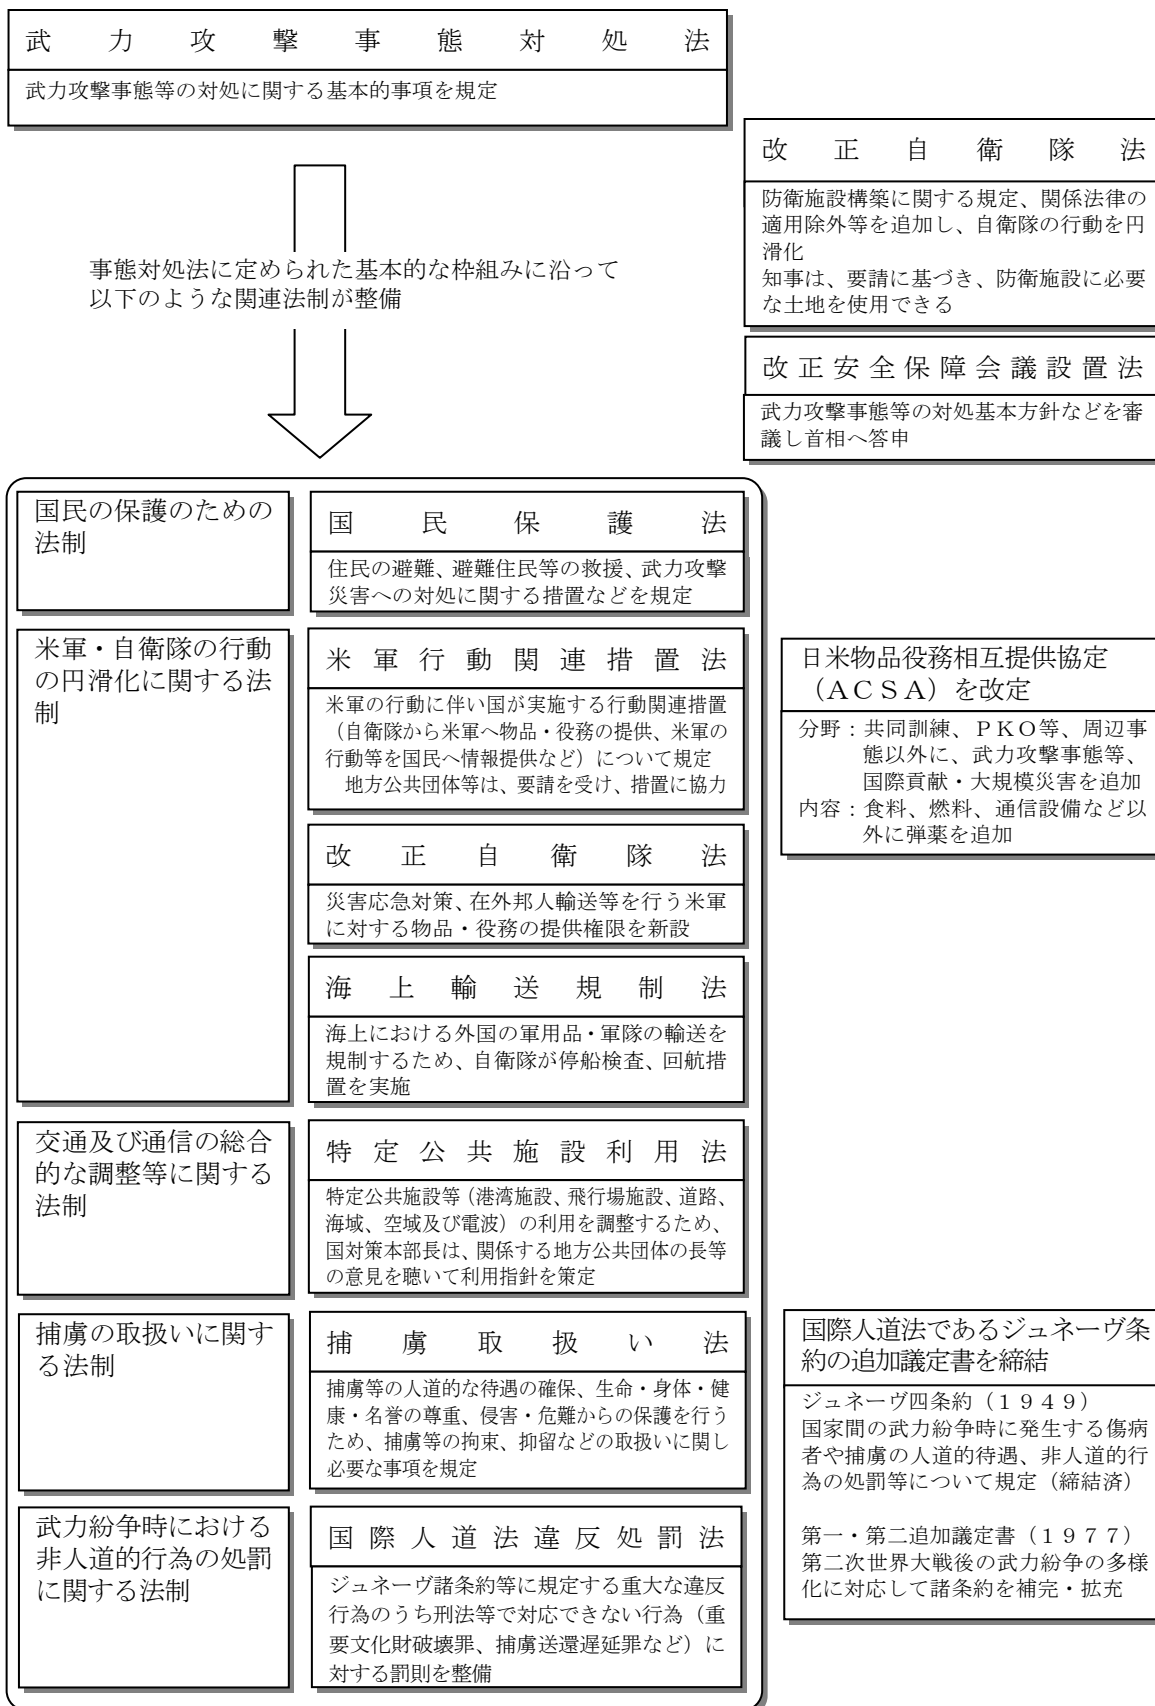 武力攻撃事態対処法
武力攻撃事態等の対処に関する基本的事項を規定
改正自衛隊法
防衛施設構築に関する規定、関係法律の
適用除外等を追加し、自衛隊の行動を円
滑化
知事は、要請に基づき、防衛施設に必要
な土地を使用できる
事態対処法に定められた基本的な枠組みに沿って
以下のような関連法制が整備
改正安全保障会議設置法
武力攻撃事態等の対処基本方針などを審
議し首相へ答申
国民の保護のための
法制
国民保護法
住民の避難、避難住民等の救援、武力攻撃
災害への対処に関する措置などを規定
米軍・自衛隊の行動
の円滑化に関する法
制
米軍行動関連措置法
米軍の行動に伴い国が実施する行動関連措置
(自衛隊から米軍へ物品・役務の提供、米軍の
行動等を国民へ情報提供など)について規定
地方公共団体等は、要請を受け、措置に協力
日米物品役務相互提供協定
(ACSA)を改定
分野:共同訓練、PKO等、周辺事
態以外に、武力攻撃事態等、
国際貢献・大規模災害を追加
内容:食料、燃料、通信設備など以
外に弾薬を追加
改正自衛隊法
災害応急対策、在外邦人輸送等を行う米軍
に対する物品・役務の提供権限を新設
海上輸送規制法
海上における外国の軍用品・軍隊の輸送を
規制するため、自衛隊が停船検査、回航措
置を実施
交通及び通信の総合
的な調整等に関する
法制
特定公共施設利用法
特定公共施設等(港湾施設、飛行場施設、道路、
海域、空域及び電波)の利用を調整するため、
国対策本部長は、関係する地方公共団体の長等
の意見を聴いて利用指針を策定
捕虜の取扱いに関す
る法制
捕虜取扱い法
捕虜等の人道的な待遇の確保、生命・身体・健
康・名誉の尊重、侵害・危難からの保護を行う
ため、捕虜等の拘束、抑留などの取扱いに関し
必要な事項を規定
国際人道法であるジュネーヴ条
約の追加議定書を締結
ジュネーヴ四条約(1949)
国家間の武力紛争時に発生する傷病
者や捕虜の人道的待遇、非人道的行
為の処罰等について規定(締結済)
第一・第二追加議定書(1977)
第二次世界大戦後の武力紛争の多様
化に対応して諸条約を補完・拡充
武力紛争時における
非人道的行為の処罰
に関する法制
国際人道法違反処罰法
ジュネーヴ諸条約等に規定する重大な違反
行為のうち刑法等で対応できない行為(重
要文化財破壊罪、捕虜送還遅延罪など)に
対する罰則を整備